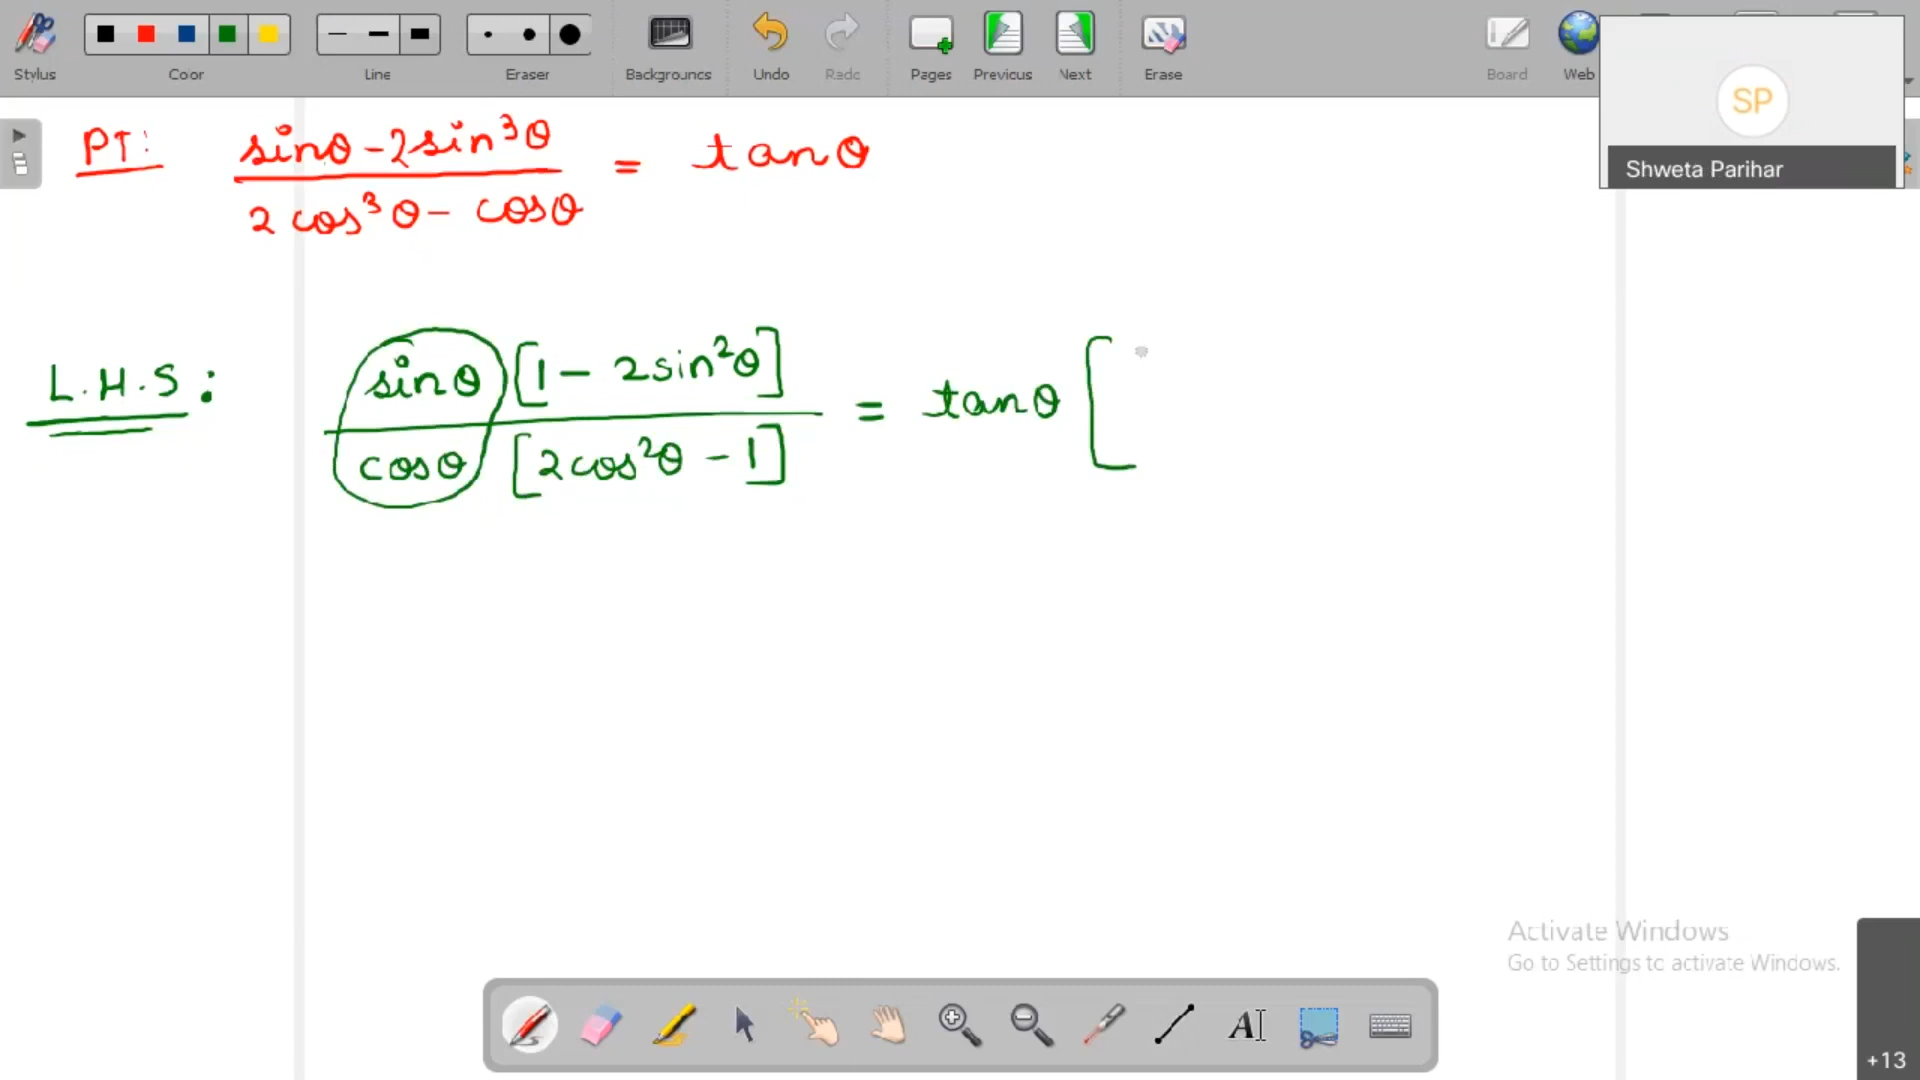 Stylus Color Line Eraser Backgrounds Undo Redo Pages Previous Next Erase Board Web
SP
Shweta Parihar
PT: sinθ - 2sin³θ / 2cos³θ - cosθ = tanθ
L.H.S : sinθ [1 - 2sin²θ] / cosθ [2cos²θ - 1] = tanθ [
Activate Windows
Go to Settings to activate Windows.
A
+13